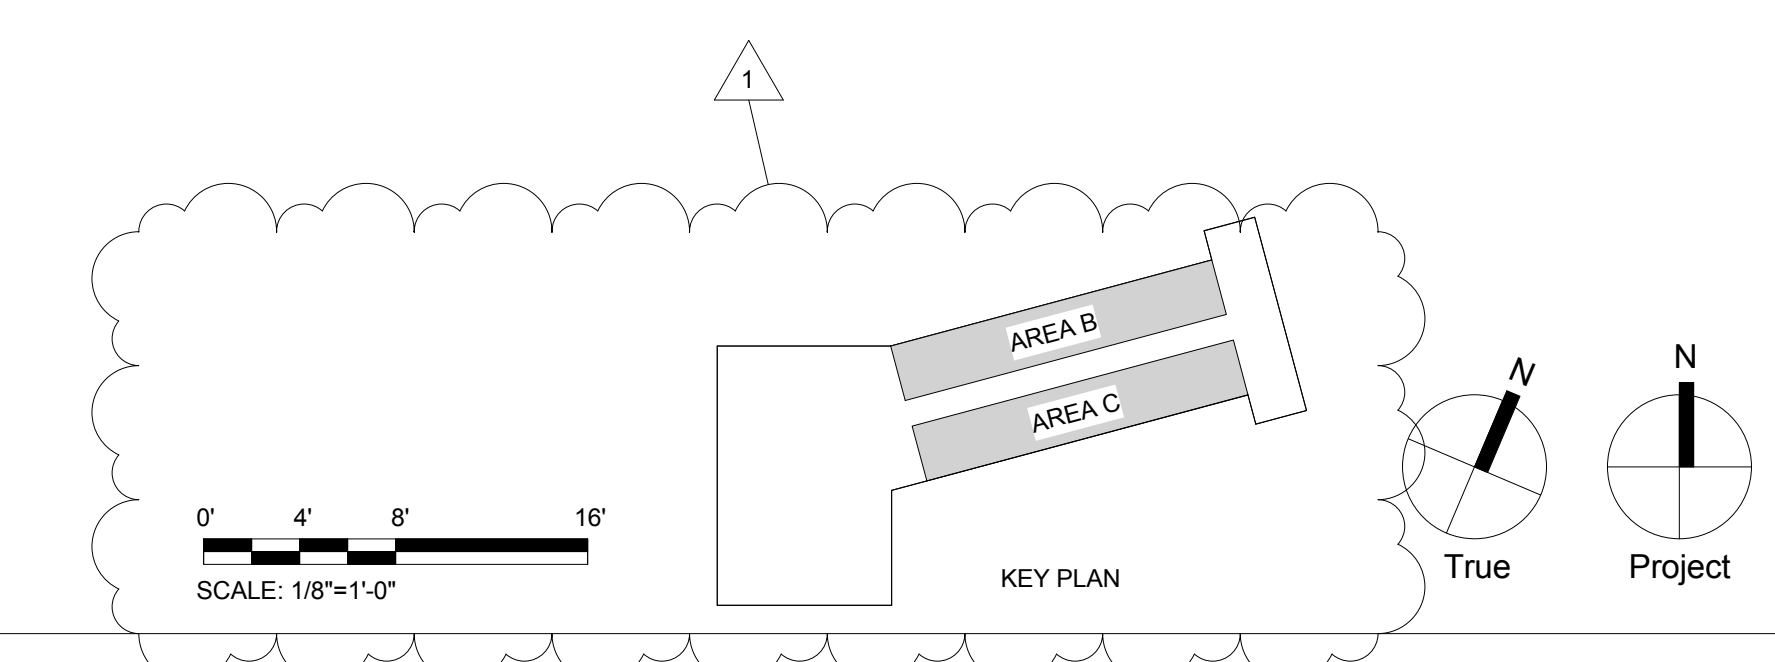 1
AREA B
AREA C
N
N
0' 4' 8' 16'
SCALE: 1/8"=1'-0"
KEY PLAN
True
Project